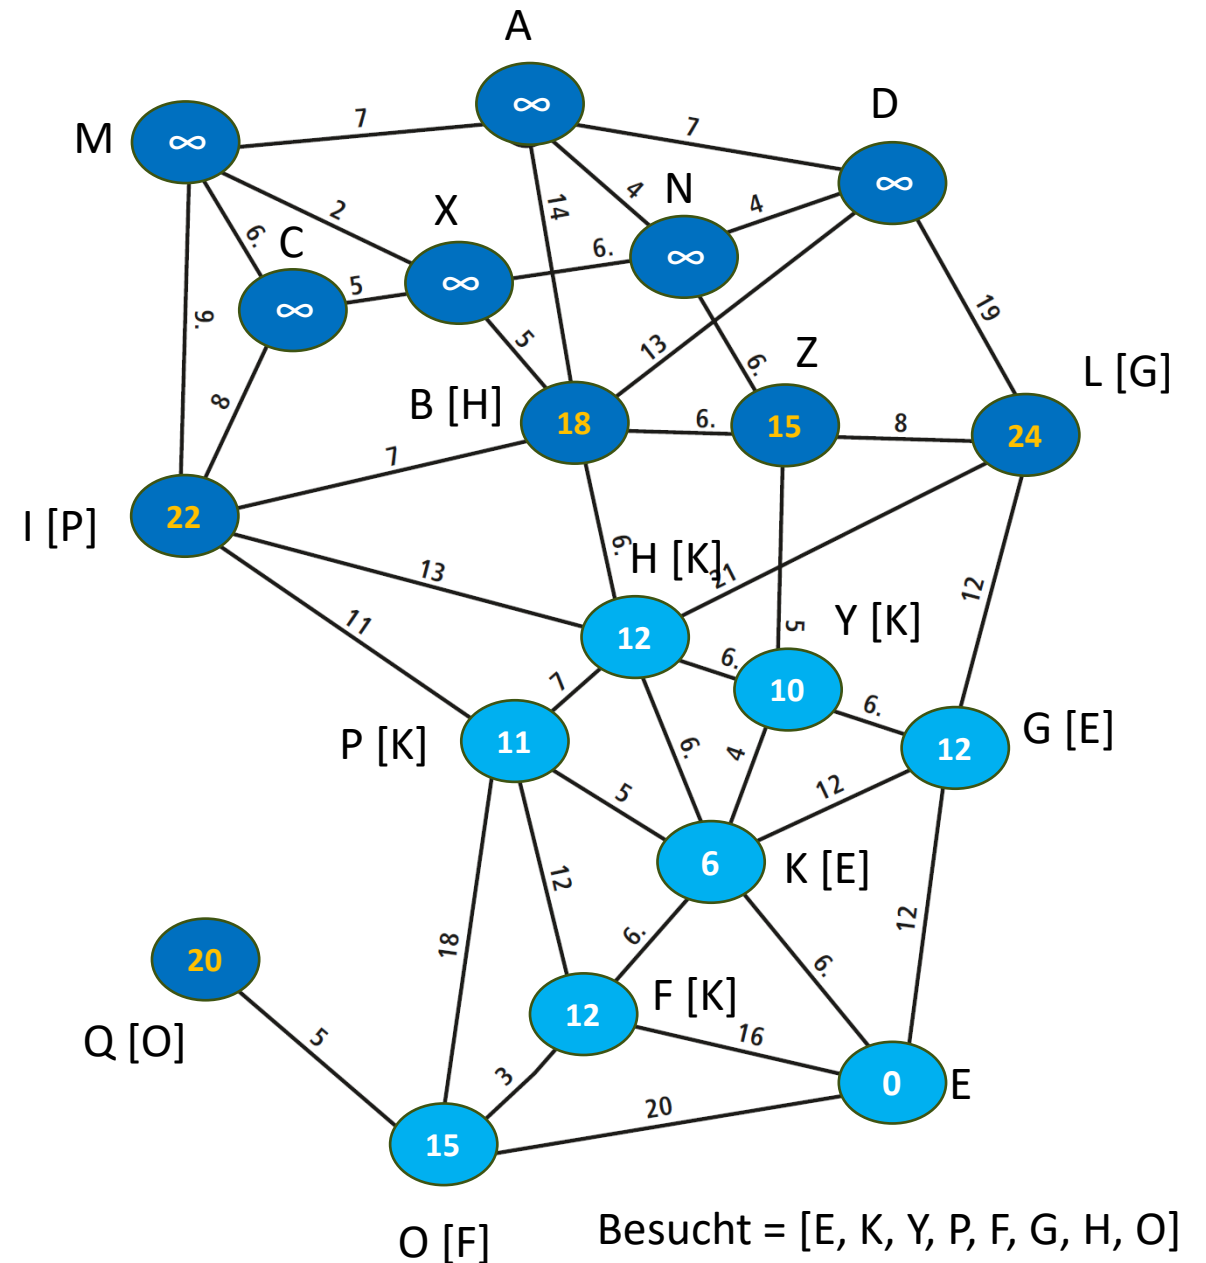 A
∞
7
7
D
M
∞
∞
4
N
2
14
4
X
6.
C
6.
∞
∞
5
∞
19
9.
5
13
6.
Z
L [G]
8
B [H]
18
6.
15
8
24
7
22
I [P]
6.
H [K]
21
13
12
5
Y [K]
11
12
6.
10
7
6.
G [E]
P [K]
11
12
6.
4
5
12
6
K [E]
12
12
18
6.
20
6.
F [K]
12
16
5
Q [O]
3
0
E
20
15
Besucht = [E, K, Y, P, F, G, H, O]
O [F]